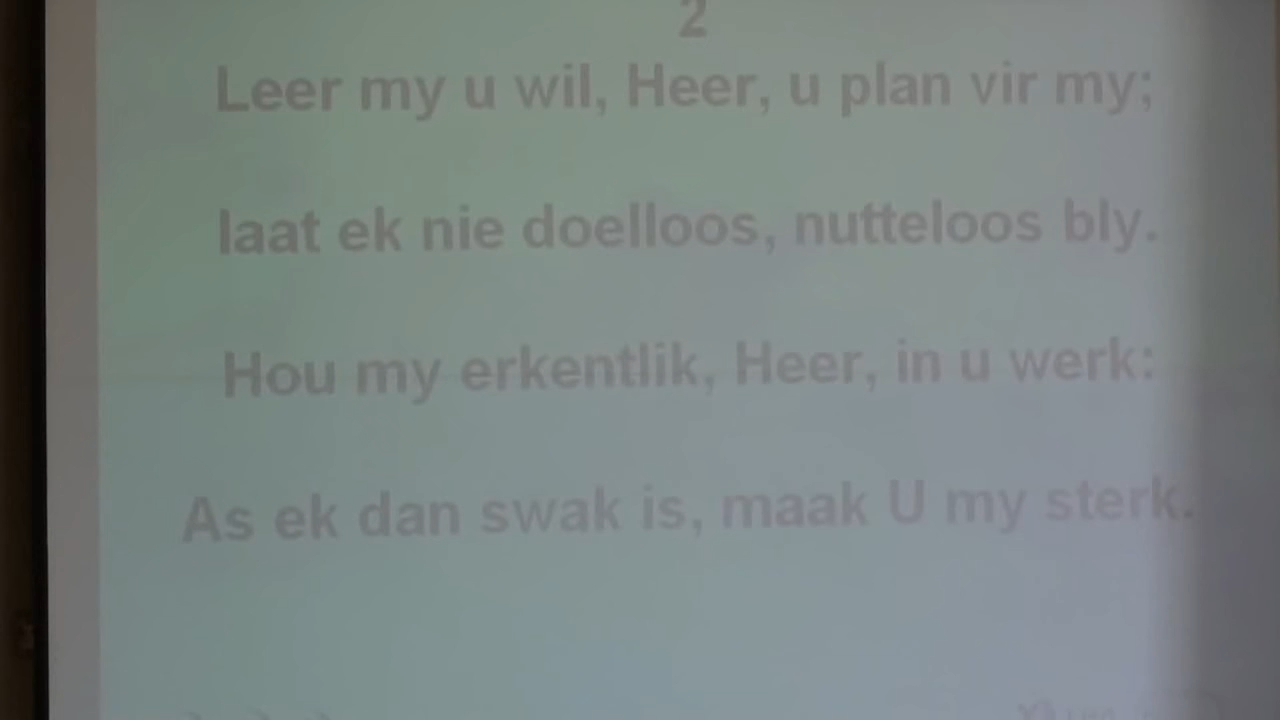 2
Leer my u wil, Heer, u plan vir my;
laat ek nie doelloos, nutteloos bly.
Hou my erkentlik, Heer, in u werk:
As ek dan swak is, maak U my sterk.